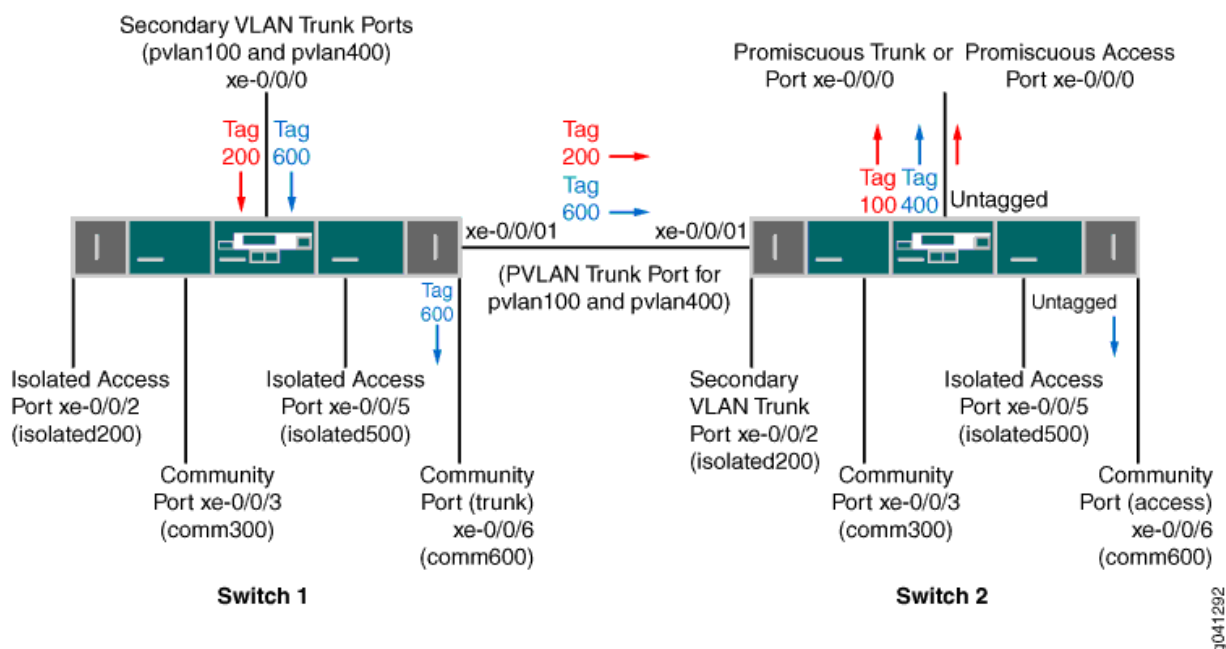 Secondary VLAN Trunk Ports
(pvlan100 and pvlan400)
xe-0/0/0
Promiscuous Trunk or
Port xe-0/0/0
Promiscuous Access
Port xe-0/0/0
Tag
200
Tag
600
Tag
200
Tag
600
Tag
100
Tag
400
Untagged
xe-0/0/01
xe-0/0/01
(PVLAN Trunk Port for
pvlan100 and pvlan400)
Tag
600
Untagged
Isolated Access
Port xe-0/0/2
(isolated200)
Isolated Access
Port xe-0/0/5
(isolated500)
Secondary
VLAN Trunk
Port xe-0/0/2
(isolated200)
Isolated Access
Port xe-0/0/5
(isolated500)
Community
Port xe-0/0/3
(comm300)
Community
Port (trunk)
xe-0/0/6
(comm600)
Community
Port xe-0/0/3
(comm300)
Community
Port (access)
xe-0/0/6
(comm600)
Switch 1
Switch 2
g041292